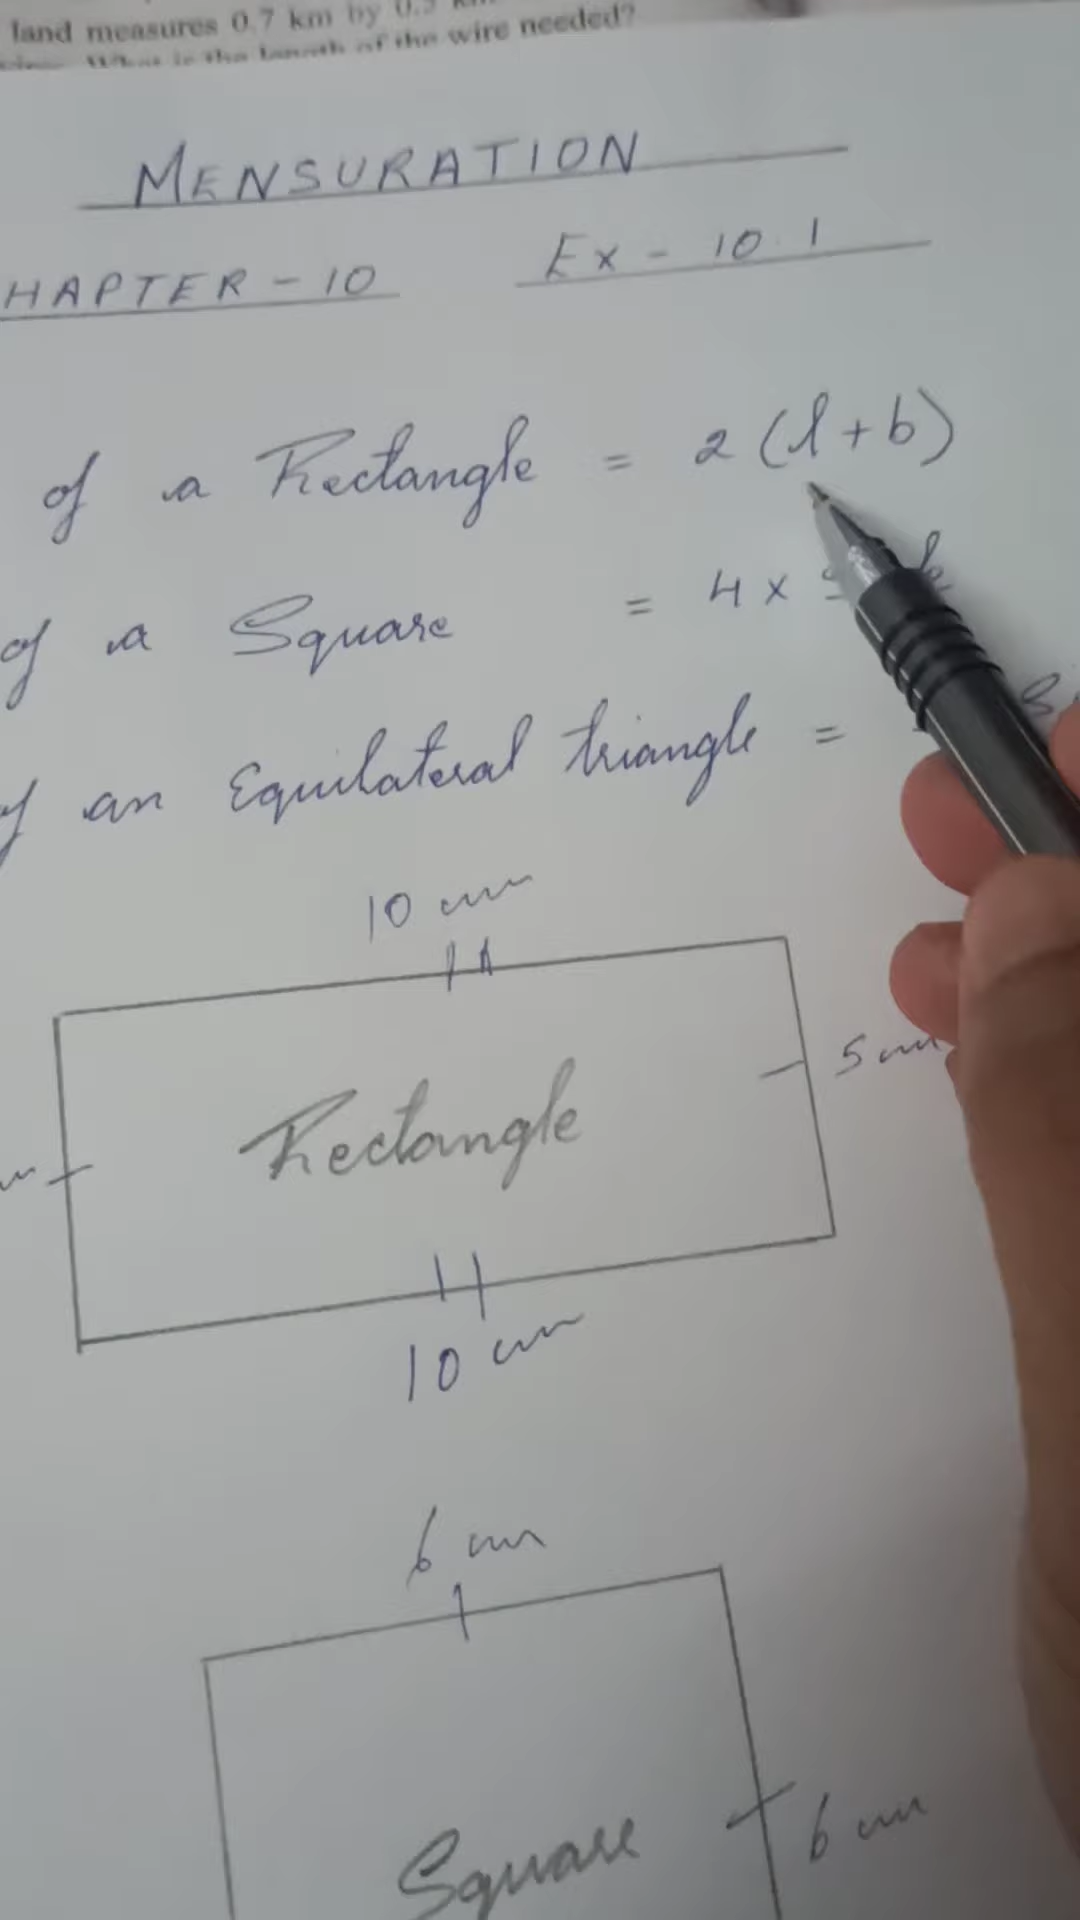 land measures 0.7 km by 0.5
What is the length of the wire needed?
MENSURATION
HAPTER - 10 Ex - 10.1
of a Rectangle = 2 (l + b)
of a Square = 4 ×
an Equilateral triangle =
10 cm
5 cm
Rectangle
10 cm
6 cm
6 cm
Square